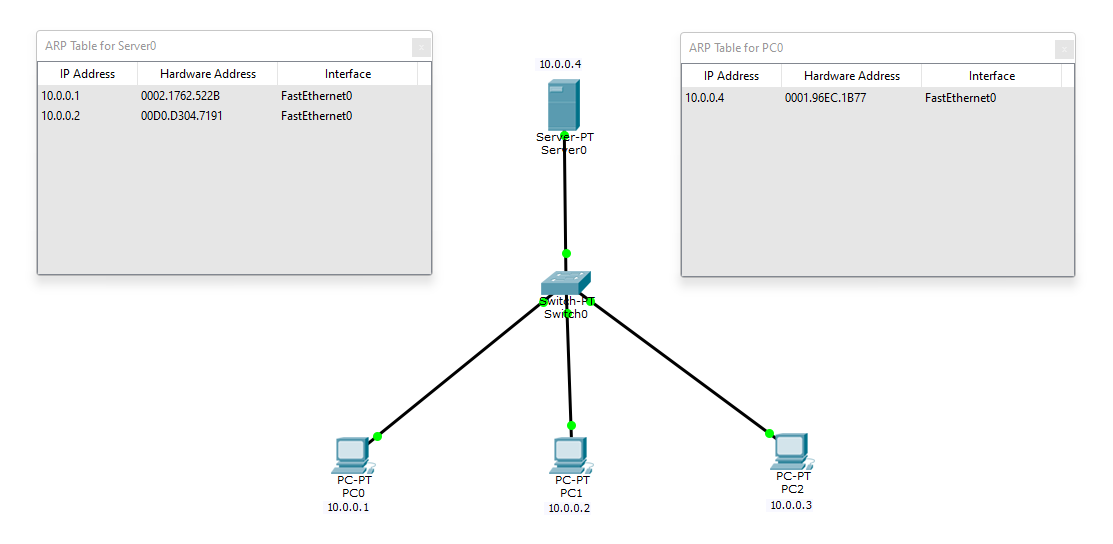 ARP Table for Server0
x
IP Address Hardware Address Interface
10.0.0.1 0002.1762.522B FastEthernet0
10.0.0.2 00D0.D304.7191 FastEthernet0
10.0.0.4
Server-PT
Server0
ARP Table for PC0
x
IP Address Hardware Address Interface
10.0.0.4 0001.96EC.1B77 FastEthernet0
Switch-PT
Switch0
PC-PT
PC0
10.0.0.1
PC-PT
PC1
10.0.0.2
PC-PT
PC2
10.0.0.3